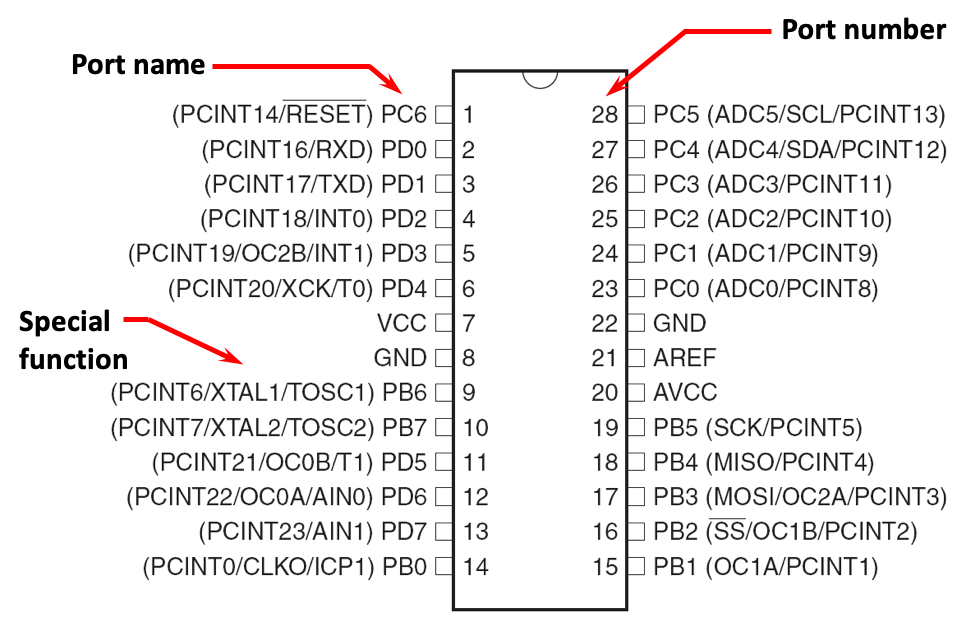 Port number
Port name
(PCINT14/RESET) PC6 1 28 PC5 (ADC5/SCL/PCINT13)
(PCINT16/RXD) PD0 2 27 PC4 (ADC4/SDA/PCINT12)
(PCINT17/TXD) PD1 3 26 PC3 (ADC3/PCINT11)
(PCINT18/INT0) PD2 4 25 PC2 (ADC2/PCINT10)
(PCINT19/OC2B/INT1) PD3 5 24 PC1 (ADC1/PCINT9)
(PCINT20/XCK/T0) PD4 6 23 PC0 (ADC0/PCINT8)
Special
function
VCC 7 22 GND
GND 8 21 AREF
(PCINT6/XTAL1/TOSC1) PB6 9 20 AVCC
(PCINT7/XTAL2/TOSC2) PB7 10 19 PB5 (SCK/PCINT5)
(PCINT21/OC0B/T1) PD5 11 18 PB4 (MISO/PCINT4)
(PCINT22/OC0A/AIN0) PD6 12 17 PB3 (MOSI/OC2A/PCINT3)
(PCINT23/AIN1) PD7 13 16 PB2 (SS/OC1B/PCINT2)
(PCINT0/CLKO/ICP1) PB0 14 15 PB1 (OC1A/PCINT1)